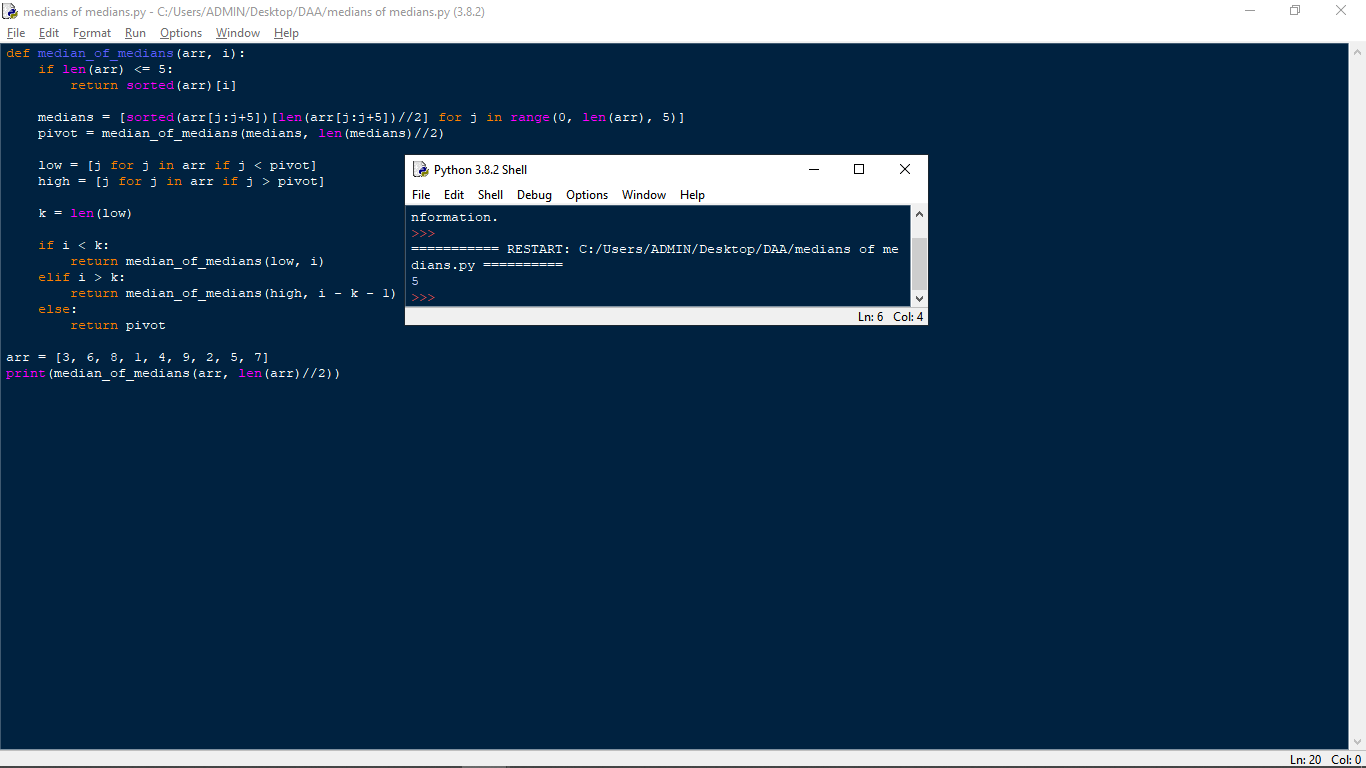 medians of medians.py - C:/Users/ADMIN/Desktop/DAA/medians of medians.py (3.8.2)
File Edit Format Run Options Window Help
def median_of_medians(arr, i):
    if len(arr) <= 5:
        return sorted(arr)[i]
    medians = [sorted(arr[j:j+5])[len(arr[j:j+5])//2] for j in range(0, len(arr), 5)]
    pivot = median_of_medians(medians, len(medians)//2)
    low = [j for j in arr if j < pivot]
    high = [j for j in arr if j > pivot]
    k = len(low)
    if i < k:
        return median_of_medians(low, i)
    elif i > k:
        return median_of_medians(high, i - k - 1)
    else:
        return pivot
arr = [3, 6, 8, 1, 4, 9, 2, 5, 7]
print(median_of_medians(arr, len(arr)//2))
Python 3.8.2 Shell
File Edit Shell Debug Options Window Help
nformation.
>>>
=========== RESTART: C:/Users/ADMIN/Desktop/DAA/medians of me
dians.py ==========
5
>>>
Ln: 6 Col: 4
Ln: 20 Col: 0